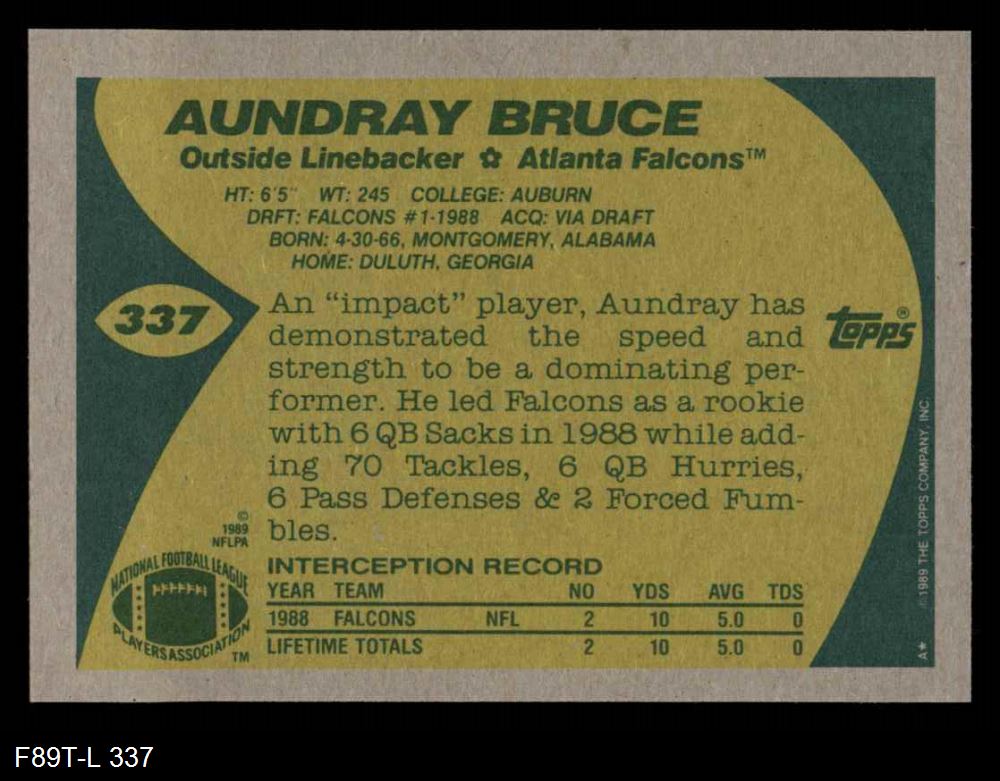 AUNDRAY BRUCE
Outside Linebacker ✩ Atlanta Falcons™
HT: 6'5" WT: 245 COLLEGE: AUBURN
DRFT: FALCONS #1-1988 ACQ: VIA DRAFT
BORN: 4-30-66, MONTGOMERY, ALABAMA
HOME: DULUTH, GEORGIA
337
An “impact” player, Aundray has
demonstrated the speed and
strength to be a dominating per-
former. He led Falcons as a rookie
with 6 QB Sacks in 1988 while add-
ing 70 Tackles, 6 QB Hurries,
6 Pass Defenses & 2 Forced Fum-
bles.
topps®
©1989 THE TOPPS COMPANY, INC.
A*
©
1989
NFLPA
NATIONAL FOOTBALL LEAGUE
PLAYERS ASSOCIATION
TM
INTERCEPTION RECORD
YEAR TEAM NO YDS AVG TDS
1988 FALCONS NFL 2 10 5.0 0
LIFETIME TOTALS 2 10 5.0 0
F89T-L 337